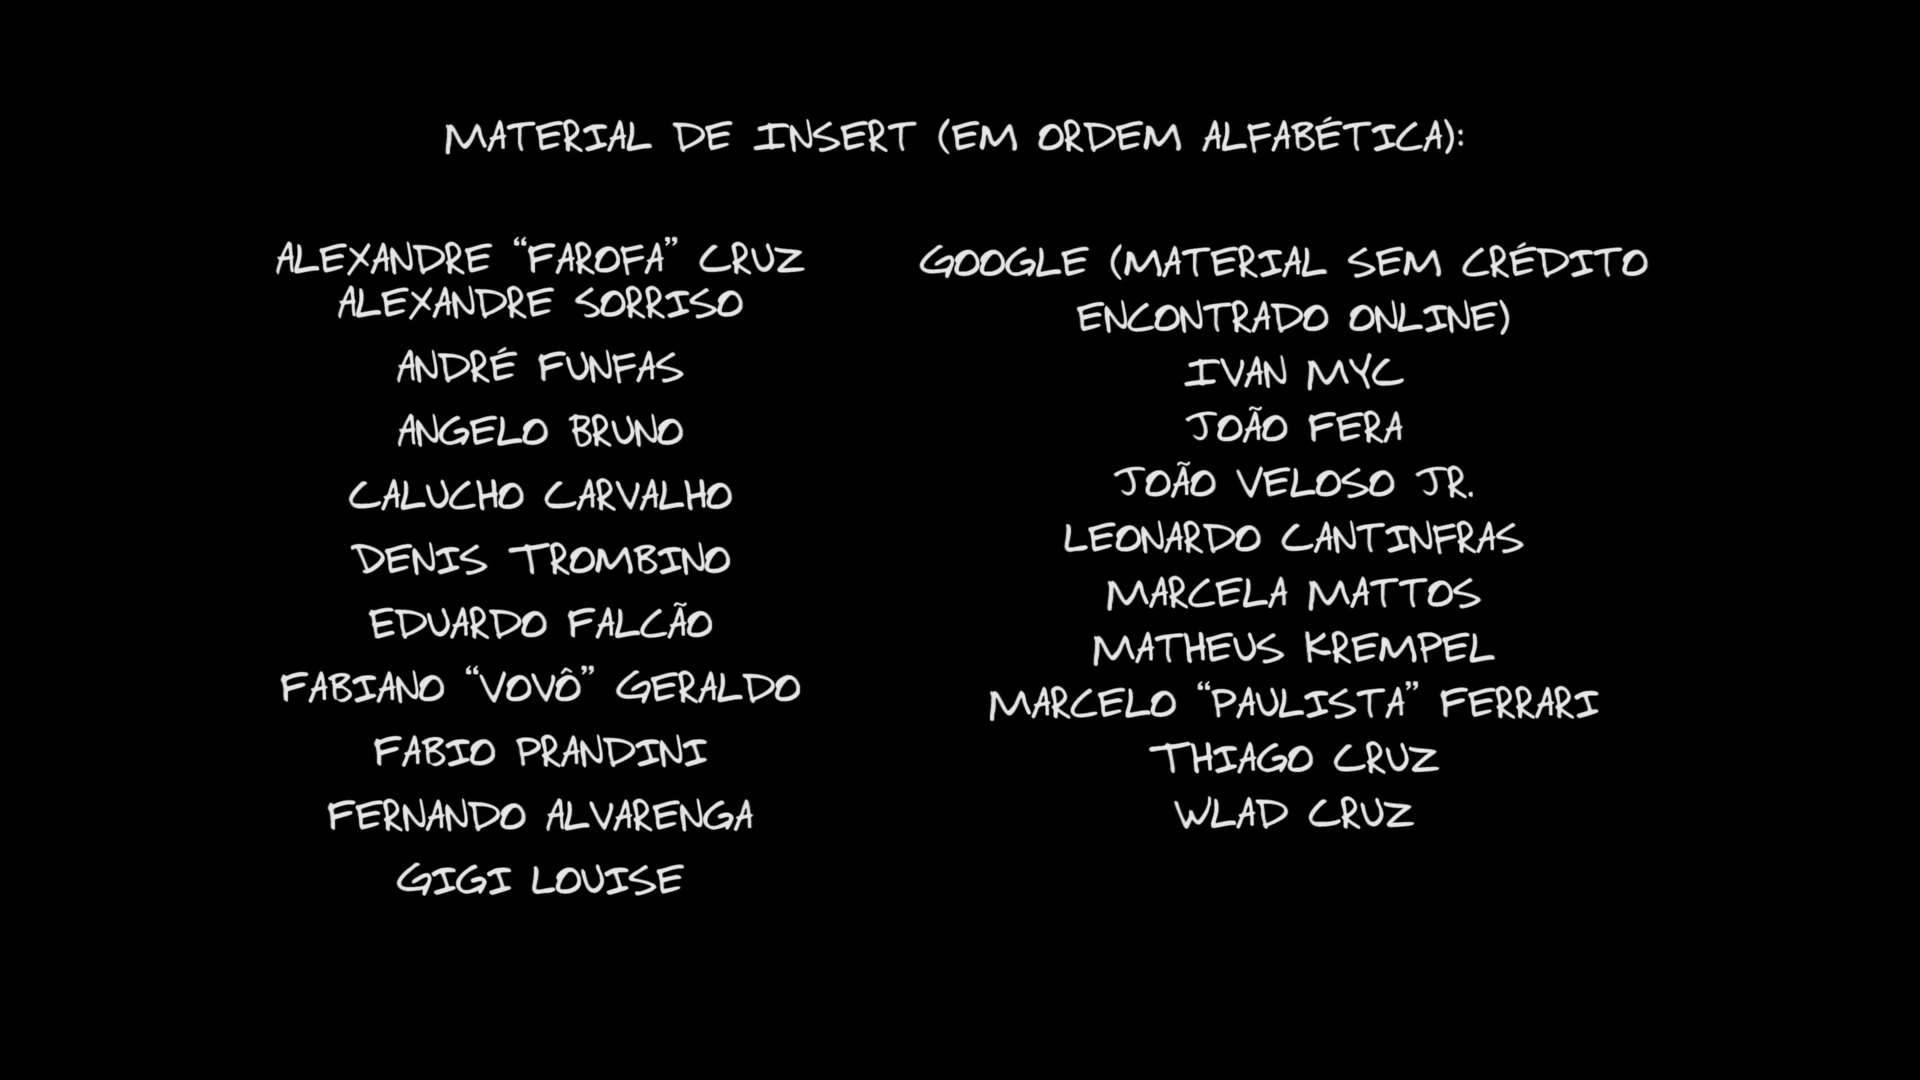 MATERIAL DE INSERT (EM ORDEM ALFABÉTICA):
ALEXANDRE “FAROFA” CRUZ
ALEXANDRE SORRISO
ANDRÉ FUNFAS
ANGELO BRUNO
CALUCHO CARVALHO
DENIS TROMBINO
EDUARDO FALCÃO
FABIANO “VOVÔ” GERALDO
FABIO PRANDINI
FERNANDO ALVARENGA
GIGI LOUISE
GOOGLE (MATERIAL SEM CRÉDITO
ENCONTRADO ONLINE)
IVAN MYC
JOÃO FERA
JOÃO VELOSO JR.
LEONARDO CANTINFRAS
MARCELA MATTOS
MATHEUS KREMPEL
MARCELO “PAULISTA” FERRARI
THIAGO CRUZ
WLAD CRUZ